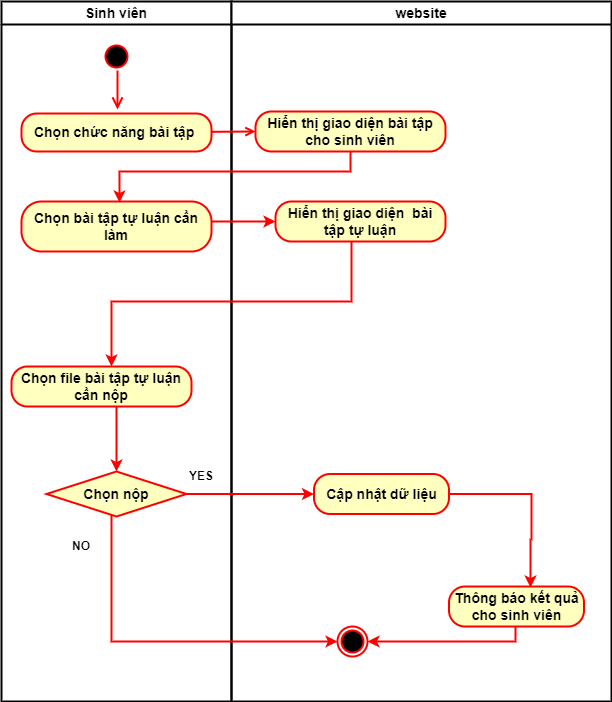 Sinh viên
website
Chọn chức năng bài tập
Hiển thị giao diện bài tập
cho sinh viên
Chọn bài tập tự luận cần
làm
Hiển thị giao diện bài
tập tự luận
Chọn file bài tập tự luận
cần nộp
Chọn nộp
YES
Cập nhật dữ liệu
NO
Thông báo kết quả
cho sinh viên